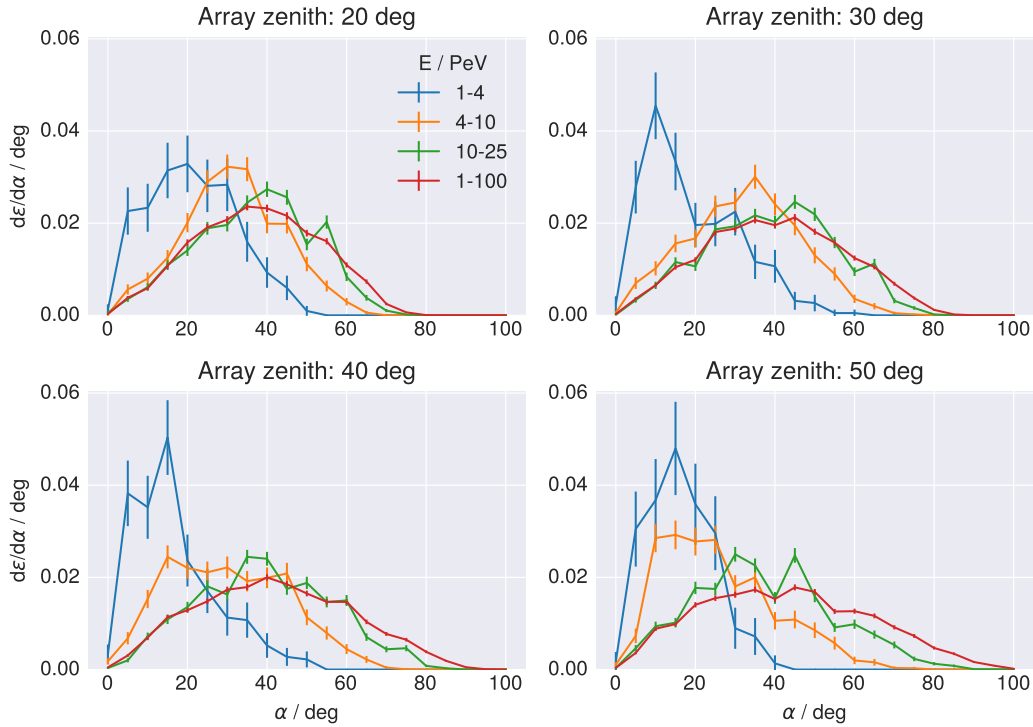 Array zenith: 20 deg
0.06
0.04
0.02
0.00
dε/dα / deg
E / PeV
1-4
4-10
10-25
1-100
0 20 40 60 80 100
Array zenith: 30 deg
0.06
0.04
0.02
0.00
0 20 40 60 80 100
Array zenith: 40 deg
0.06
0.04
0.02
0.00
dε/dα / deg
0 20 40 60 80 100
α / deg
Array zenith: 50 deg
0.06
0.04
0.02
0.00
0 20 40 60 80 100
α / deg